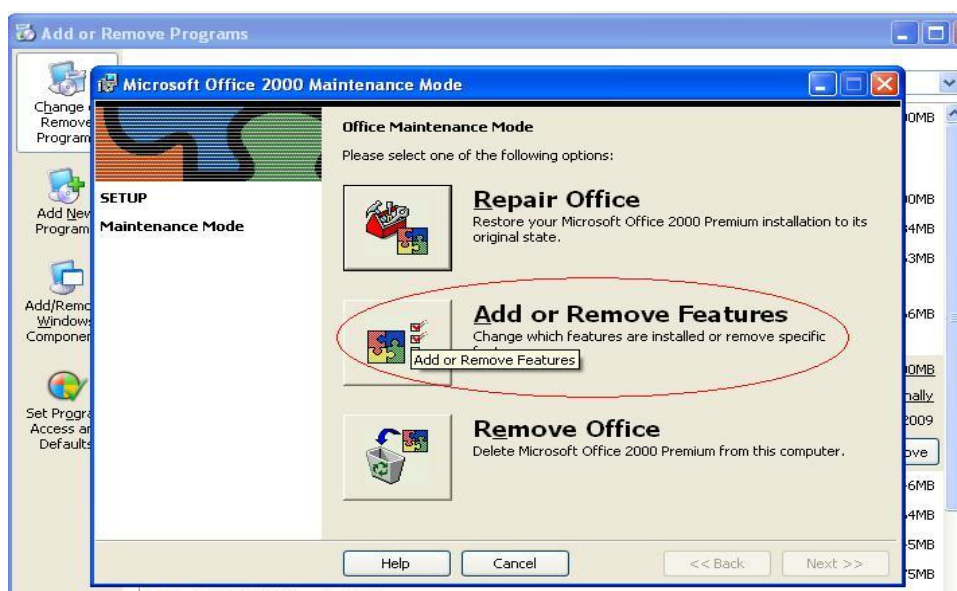 Add or Remove Programs
Microsoft Office 2000 Maintenance Mode
Change
Remove
Program
Add New
Program
Add/Remo
Windows
Componen
Set Progra
Access an
Defaults
SETUP
Maintenance Mode
Office Maintenance Mode
Please select one of the following options:
Repair Office
Restore your Microsoft Office 2000 Premium installation to its
original state.
Add or Remove Features
Change which features are installed or remove specific
Add or Remove Features
Remove Office
Delete Microsoft Office 2000 Premium from this computer.
Help
Cancel
<< Back
Next >>
0MB
0MB
4MB
3MB
6MB
0MB
nally
2009
ove
6MB
4MB
5MB
5MB